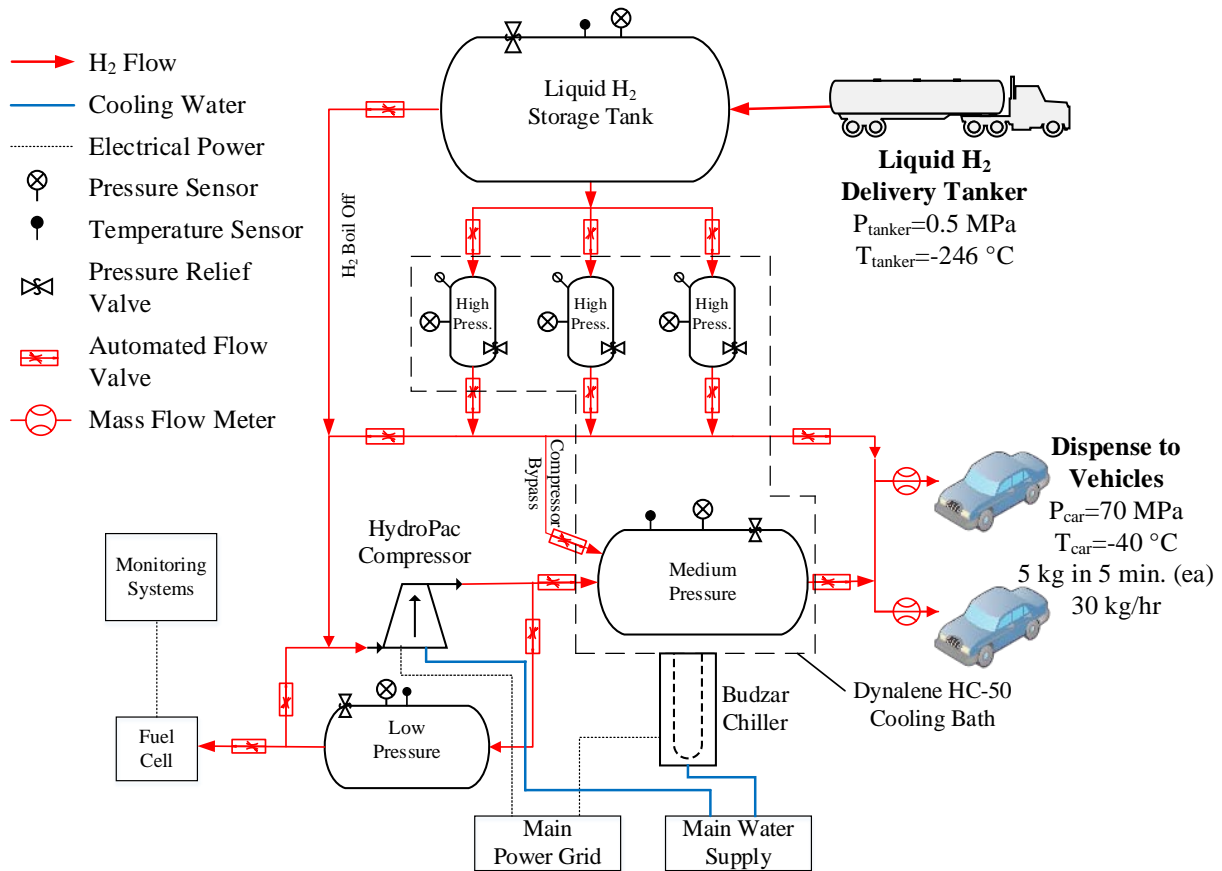 H2 Flow
Cooling Water
Electrical Power
Pressure Sensor
Temperature Sensor
Pressure Relief
Valve
Automated Flow
Valve
Mass Flow Meter
Liquid H2
Storage Tank
Liquid H2
Delivery Tanker
Ptanker=0.5 MPa
Ttanker=-246 °C
H2 Boil Off
High
Press.
High
Press.
High
Press.
Compressor
Bypass
Dispense to
Vehicles
Pcar=70 MPa
Tcar=-40 °C
5 kg in 5 min. (ea)
30 kg/hr
HydroPac
Compressor
Medium
Pressure
Monitoring
Systems
Budzar
Chiller
Dynalene HC-50
Cooling Bath
Fuel
Cell
Low
Pressure
Main
Power Grid
Main Water
Supply